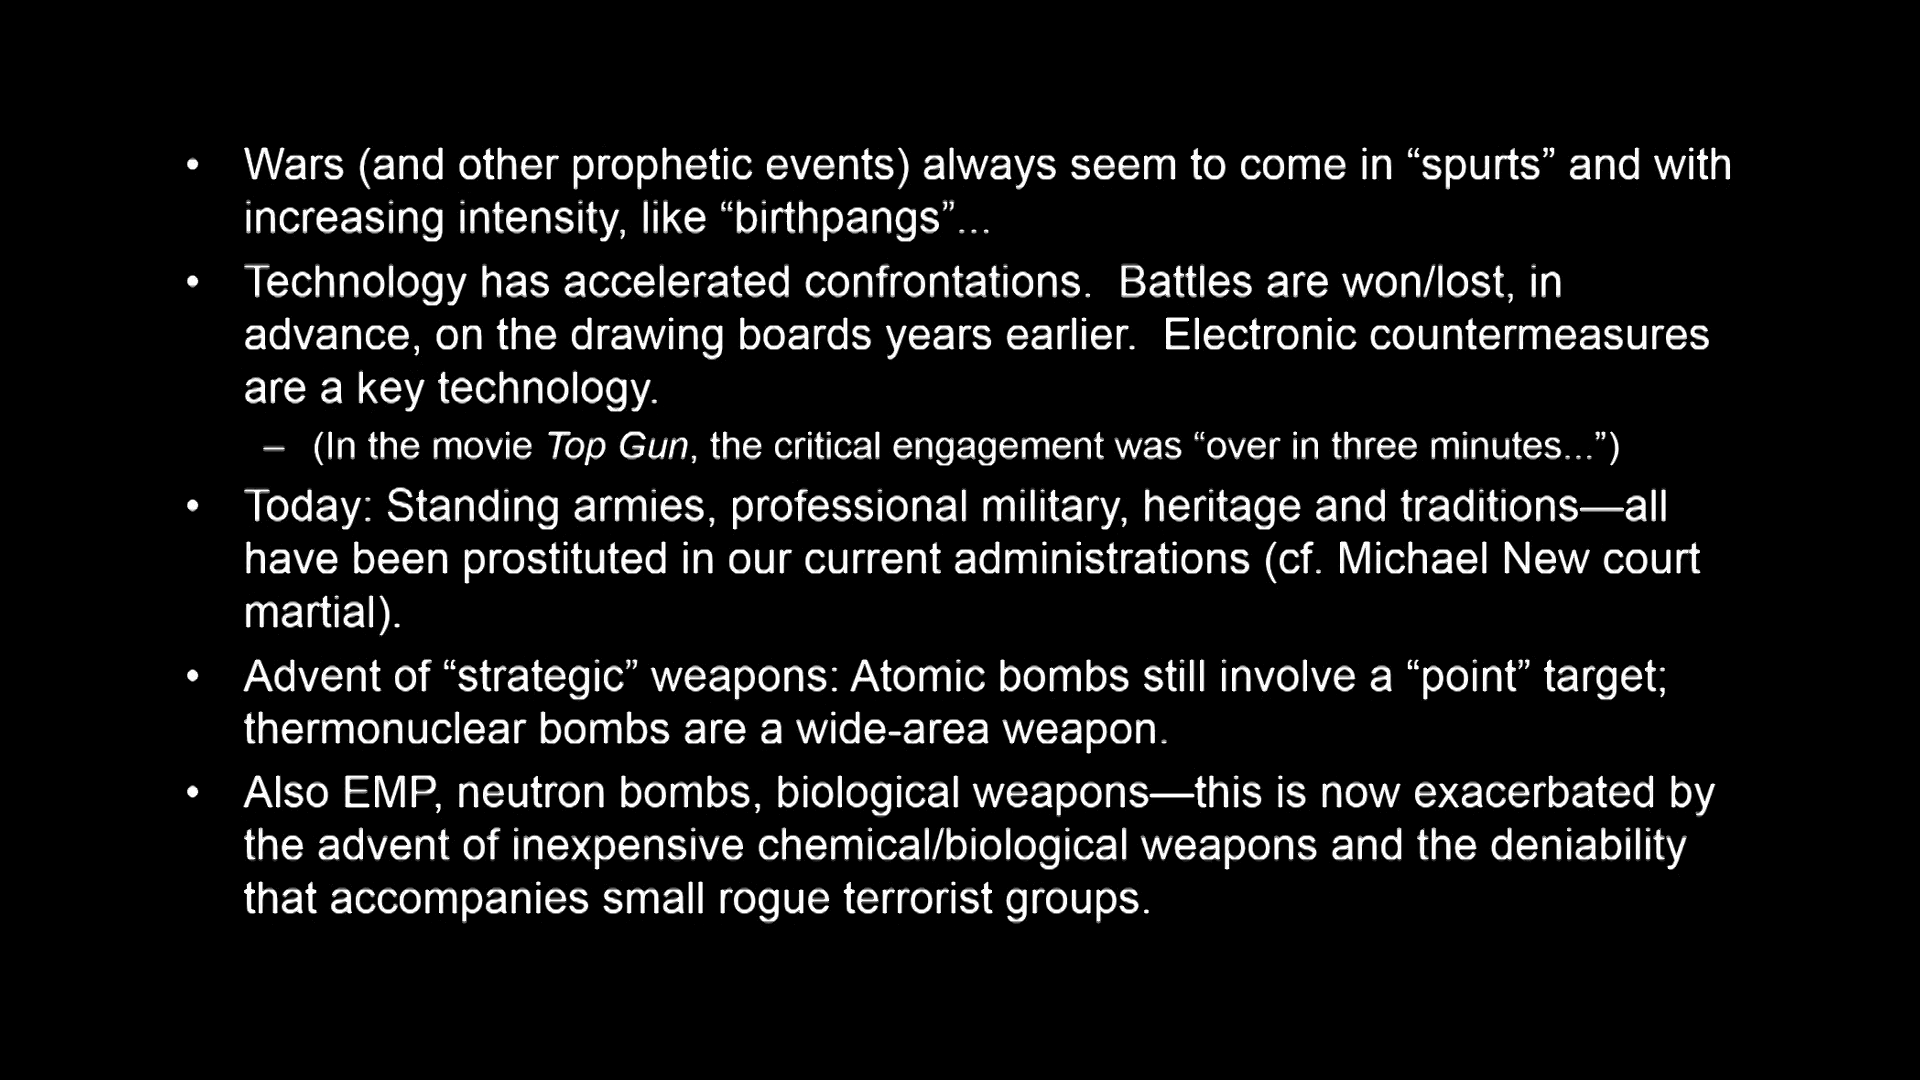 • Wars (and other prophetic events) always seem to come in “spurts” and with
increasing intensity, like “birthpangs”...
• Technology has accelerated confrontations.  Battles are won/lost, in
advance, on the drawing boards years earlier.  Electronic countermeasures
are a key technology.
– (In the movie Top Gun, the critical engagement was “over in three minutes...”)
• Today: Standing armies, professional military, heritage and traditions—all
have been prostituted in our current administrations (cf. Michael New court
martial).
• Advent of “strategic” weapons: Atomic bombs still involve a “point” target;
thermonuclear bombs are a wide-area weapon.
• Also EMP, neutron bombs, biological weapons—this is now exacerbated by
the advent of inexpensive chemical/biological weapons and the deniability
that accompanies small rogue terrorist groups.